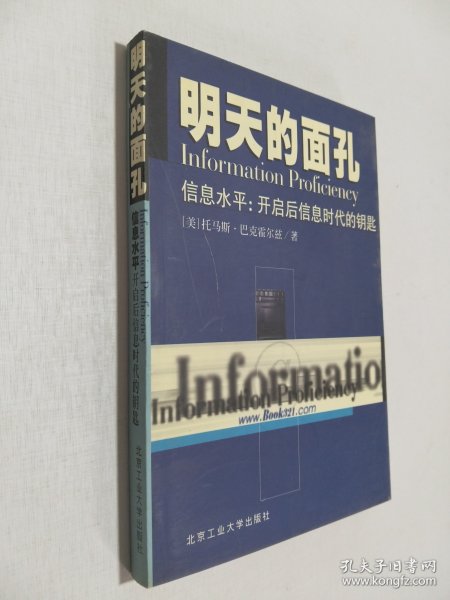 明天的面孔
Information Proficiency
信息水平:开启后信息时代的钥匙
[美]托马斯·巴克霍尔兹/著
Information
Information Proficiency
www.Book321.com
北京工业大学出版社
明天的面孔
Information Proficiency
信息水平:开启后信息时代的钥匙
北京工业大学出版社
孔夫子旧书网
www.kongfz.com